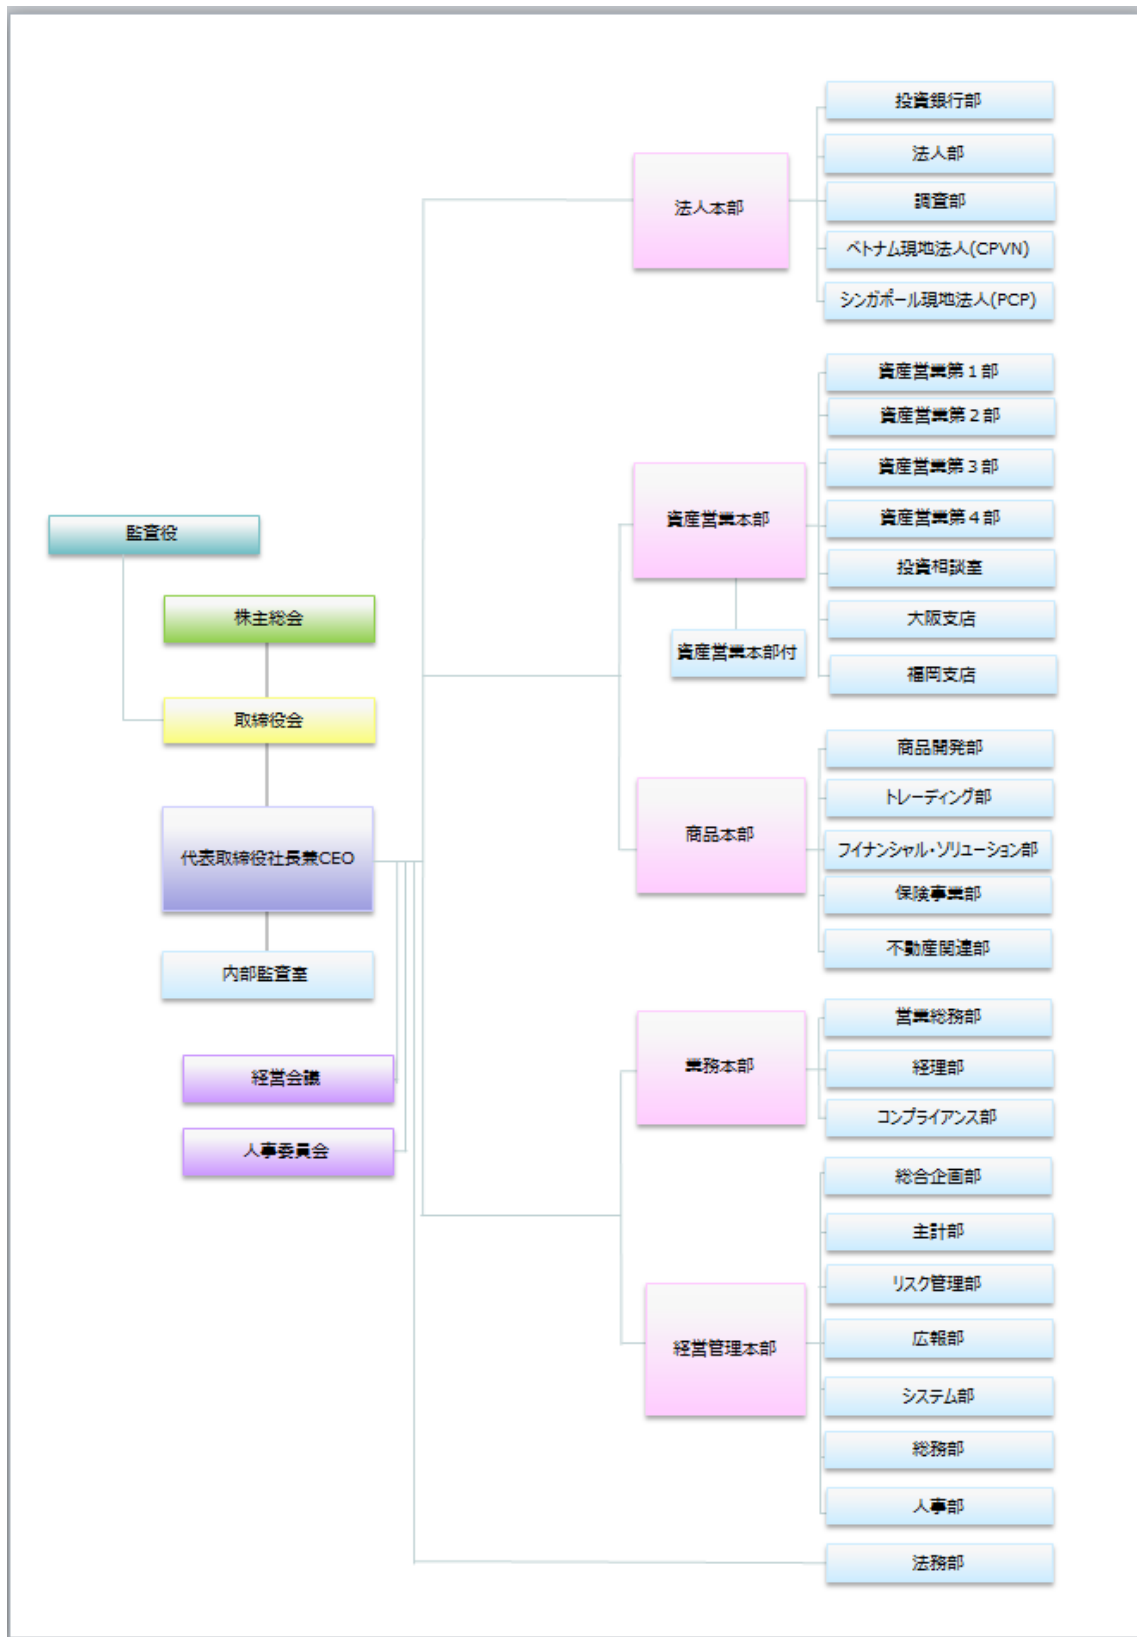 監査役
株主総会
取締役会
代表取締役社長兼CEO
内部監査室
経営会議
人事委員会
法人本部
投資銀行部
法人部
調査部
ベトナム現地法人(CPVN)
シンガポール現地法人(PCP)
資産営業本部
資産営業本部付
資産営業第1部
資産営業第2部
資産営業第3部
資産営業第4部
投資相談室
大阪支店
福岡支店
商品本部
商品開発部
トレーディング部
フイナンシャル・ソリューション部
保険事業部
不動産関連部
業務本部
営業総務部
経理部
コンプライアンス部
経営管理本部
総合企画部
主計部
リスク管理部
広報部
システム部
総務部
人事部
法務部